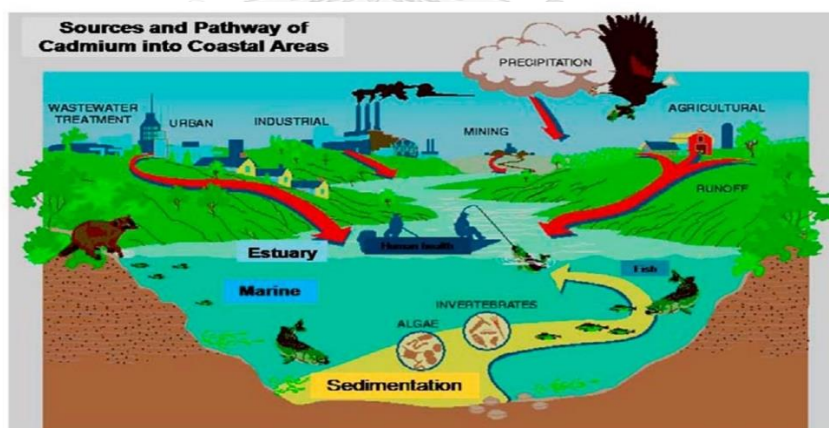 Sources and Pathway of
Cadmium into Coastal Areas
PRECIPITATION
WASTEWATER
TREATMENT
URBAN
INDUSTRIAL
MINING
AGRICULTURAL
RUNOFF
Estuary
Human health
Fish
Marine
INVERTEBRATES
ALGAE
Sedimentation